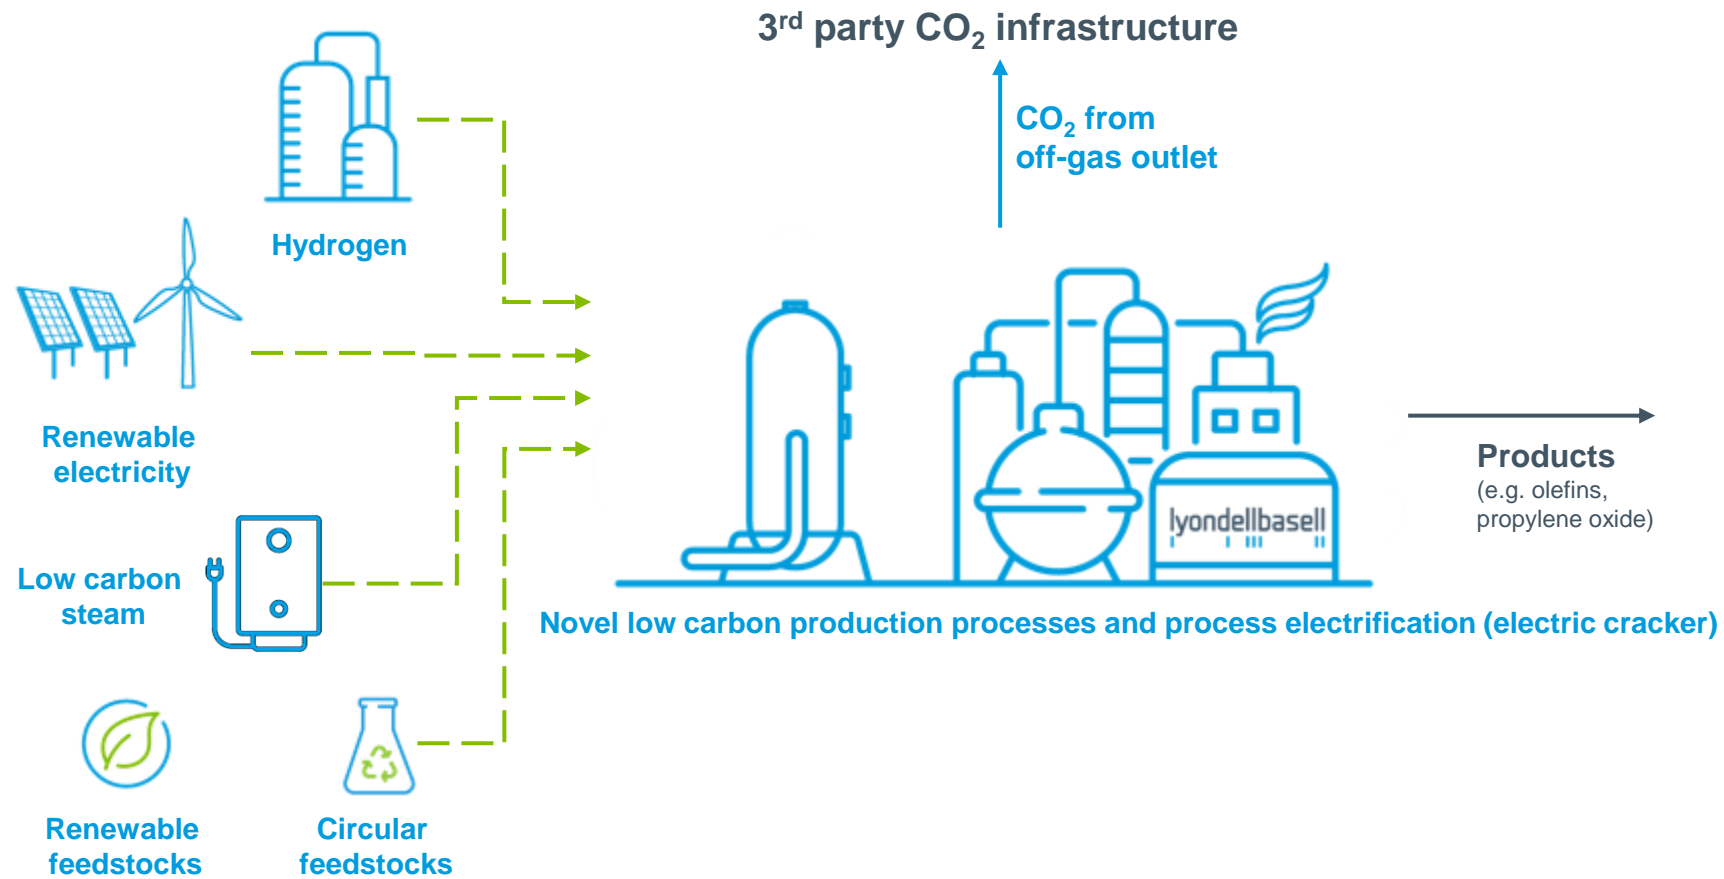 3rd party CO2 infrastructure
CO2 from
off-gas outlet
Hydrogen
Renewable
electricity
Low carbon
steam
Renewable
feedstocks
Circular
feedstocks
lyondellbasell
Novel low carbon production processes and process electrification (electric cracker)
Products
(e.g. olefins,
propylene oxide)